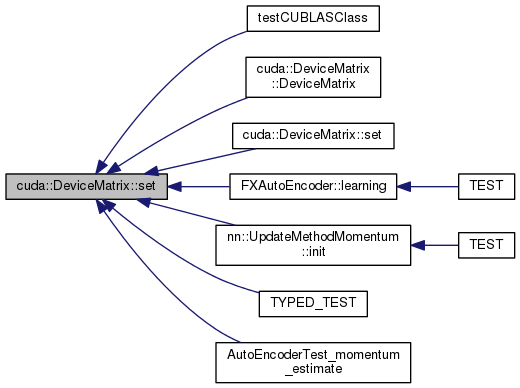 testCUBLASClass
cuda::DeviceMatrix
::DeviceMatrix
cuda::DeviceMatrix::set
cuda::DeviceMatrix::set
FXAutoEncoder::learning
TEST
nn::UpdateMethodMomentum
::init
TEST
TYPED_TEST
AutoEncoderTest_momentum
_estimate